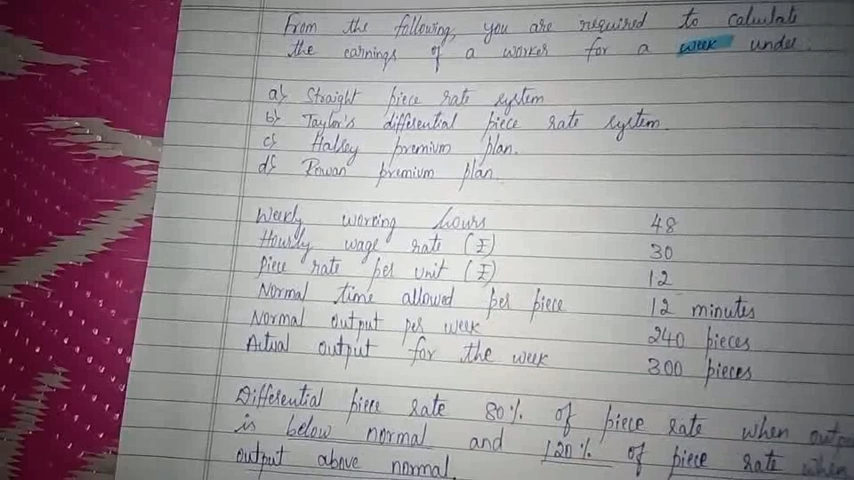 From the following, you are required to calculate
the earnings of a worker for a week under:
a) Straight piece rate system
b) Taylor's differential piece rate system.
c) Halsey premium plan.
d) Rowan premium plan.
Weekly working hours 48
Hourly wage rate (₹) 30
Piece rate per unit (₹) 12
Normal time allowed per piece 12 minutes
Normal output per week 240 pieces
Actual output for the week 300 pieces
Differential piece rate 80% of piece rate when
is below normal and 120% of piece rate when
output above normal.